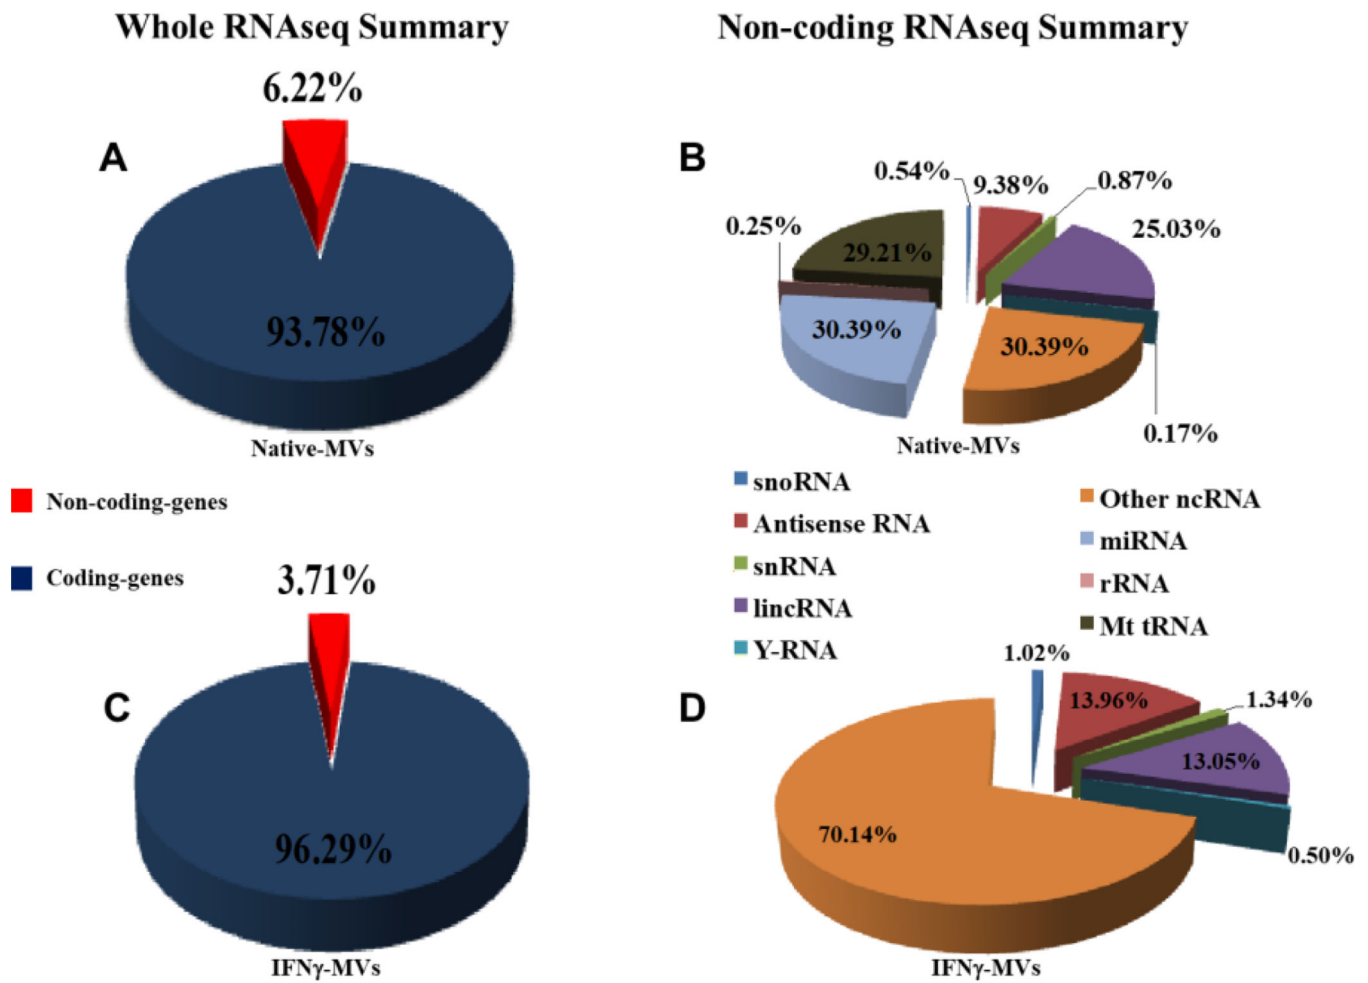 Whole RNAseq Summary
Non-coding RNAseq Summary
A
6.22%
93.78%
Native-MVs
B
0.54%
9.38%
0.87%
25.03%
0.25%
29.21%
30.39%
30.39%
0.17%
Native-MVs
Non-coding-genes
Coding-genes
snoRNA
Antisense RNA
snRNA
lincRNA
Y-RNA
Other ncRNA
miRNA
rRNA
Mt tRNA
C
3.71%
96.29%
IFNγ-MVs
D
1.02%
13.96%
1.34%
13.05%
70.14%
0.50%
IFNγ-MVs